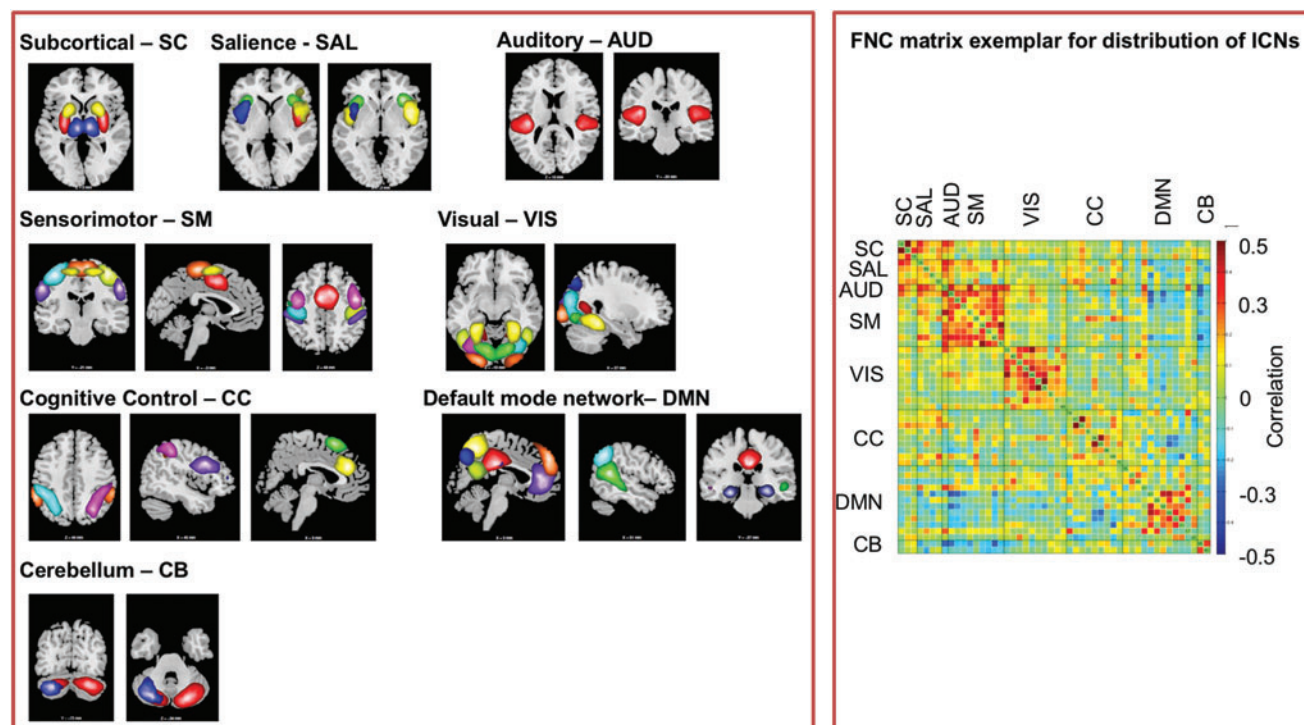 Subcortical – SC
Salience - SAL
Auditory – AUD
Sensorimotor – SM
Visual – VIS
Cognitive Control – CC
Default mode network– DMN
Cerebellum – CB
FNC matrix exemplar for distribution of ICNs
SC
SAL
AUD
SM
VIS
CC
DMN
CB
SC
SAL
AUD
SM
VIS
CC
DMN
CB
0.5
0.3
0
-0.3
-0.5
Correlation